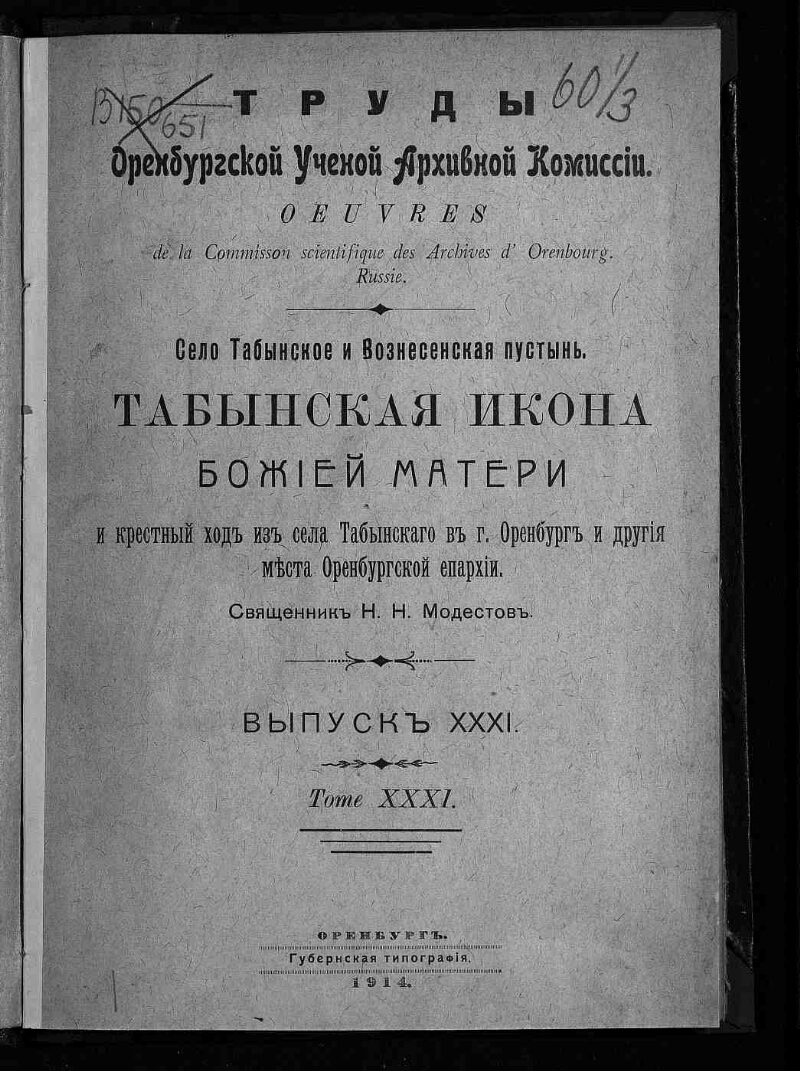 60 1/3
651
ТРУДЫ
Оренбургской Ученой Архивной Комиссіи.
OEUVRES
de la Commisson scientifique des Archives d' Orenbourg.
Russie.
Село Табынское и Вознесенская пустынь.
ТАБЫНСКАЯ ИКОНА
БОЖІЕЙ МАТЕРИ
и крестный ходъ изъ села Табынскаго въ г. Оренбургъ и другія
мѣста Оренбургской епархіи.
Священникъ Н. Н. Модестовъ.
ВЫПУСКЪ XXXI.
Tome XXXI.
ОРЕНБУРГЪ.
Губернская типографія.
1914.